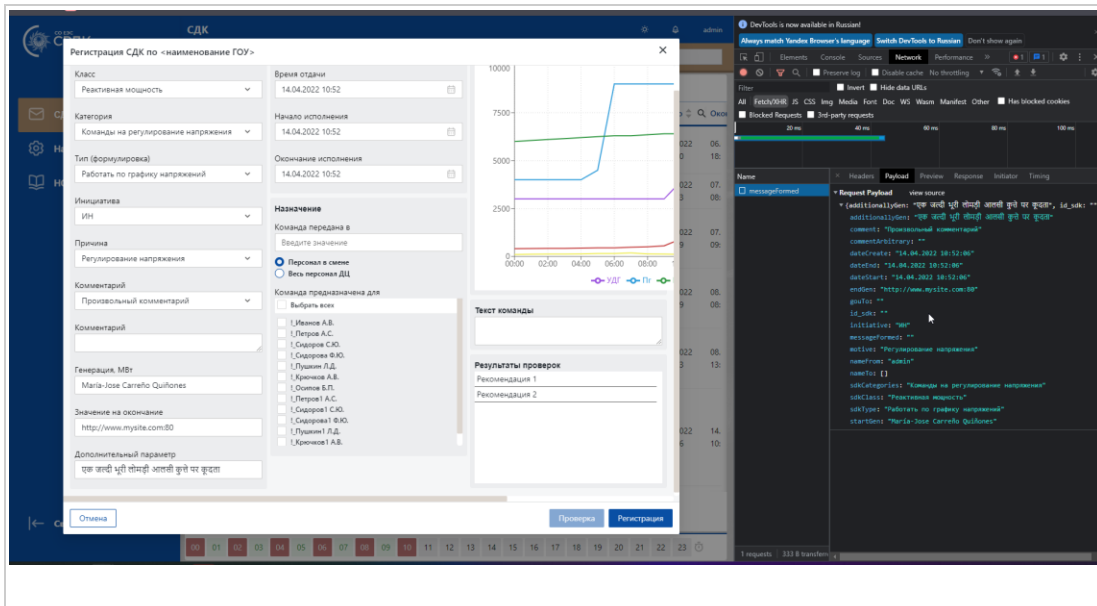 СДК
admin
Регистрация СДК по <наименование ГОУ>
Класс
Реактивная мощность
Категория
Команды на регулирование напряжения
Тип (формулировка)
Работать по графику напряжений
Инициатива
ИН
Причина
Регулирование напряжения
Комментарий
Произвольный комментарий
Комментарий
Генерация, МВт
María-Jose Carreño Quiñones
Значение на окончание
http://www.mysite.com:80
Дополнительный параметр
एक जल्दी भूरी लोमड़ी आलसी कुत्ते पर कूदता
Время отдачи
14.04.2022 10:52
Начало исполнения
14.04.2022 10:52
Окончание исполнения
14.04.2022 10:52
Назначение
Команда передана в
Введите значение
Персонал в смене
Весь персонал ДЦ
Команда предназначена для
Выбрать всех
!_Иванов А.В.
!_Петров А.С.
!_Сидоров С.Ю.
!_Сидорова Ф.Ю.
!_Пушкин Л.Д.
!_Крючков А.В.
!_Осипов Б.П.
!_Петров1 А.С.
!_Сидоров1 С.Ю.
!_Сидорова1 Ф.Ю.
!_Пушкин1 Л.Д.
!_Крючков1 А.В.
10000
7500
5000
2500
0
00:00 02:00 04:00 06:00 08:00
УДГ Пг
Текст команды
Результаты проверок
Рекомендация 1
Рекомендация 2
Отмена
Проверка
Регистрация
00 01 02 03 04 05 06 07 08 09 10 11 12 13 14 15 16 17 18 19 20 21 22 23
DevTools is now available in Russian!
Always match Yandex Browser's language Switch DevTools to Russian Don't show again
Elements Console Sources Network Performance
Preserve log Disable cache No throttling
Filter Invert Hide data URLs
All Fetch/XHR JS CSS Img Media Font Doc WS Wasm Manifest Other Has blocked cookies
Blocked Requests 3rd-party requests
20 ms 40 ms 60 ms 80 ms 100 ms
Name
messageFormed
Headers Payload Preview Response Initiator Timing
Request Payload view source
{additionallyGen: "एक जल्दी भूरी लोमड़ी आलसी कुत्ते पर कूदता", id_sdk: ""
additionallyGen: "एक जल्दी भूरी लोमड़ी आलसी कुत्ते पर कूदता"
comment: "Произвольный комментарий"
commentArbitrary: ""
dateCreate: "14.04.2022 10:52:06"
dateEnd: "14.04.2022 10:52:06"
dateStart: "14.04.2022 10:52:06"
endGen: "http://www.mysite.com:80"
gouTo: ""
id_sdk: ""
initiative: "ИН"
messageFormed: ""
motive: "Регулирование напряжения"
nameFrom: "admin"
nameTo: []
sdkCategories: "Команды на регулирование напряжения"
sdkClass: "Реактивная мощность"
sdkType: "Работать по графику напряжений"
startGen: "María-Jose Carreño Quiñones"
1 requests 333 B transfer